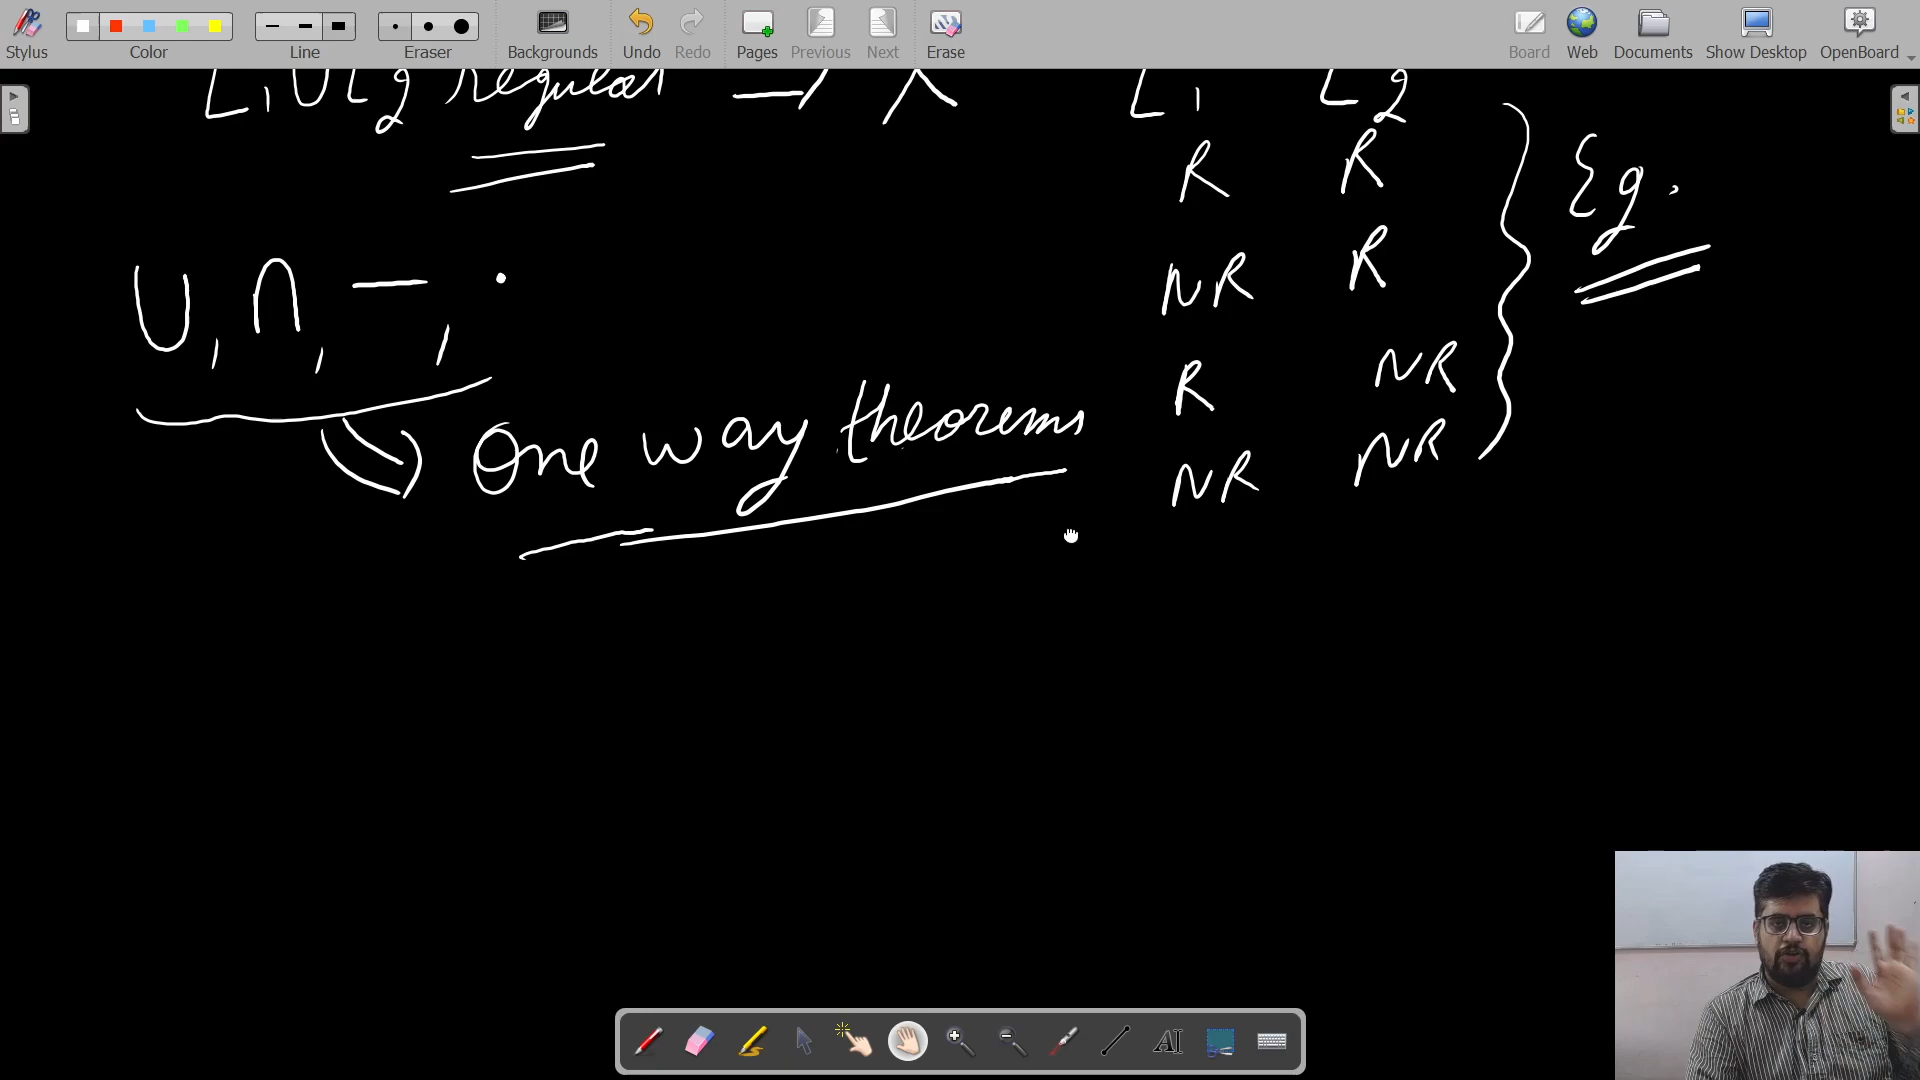 Stylus Color Line Eraser Backgrounds Undo Redo Pages Previous Next Erase Board Web Documents Show Desktop OpenBoard
L1 ∪ L2 regular → L1 L2
R R
NR R
Eg.
∪, ∩, —, ·
R NR
One way theorems
NR NR
AI